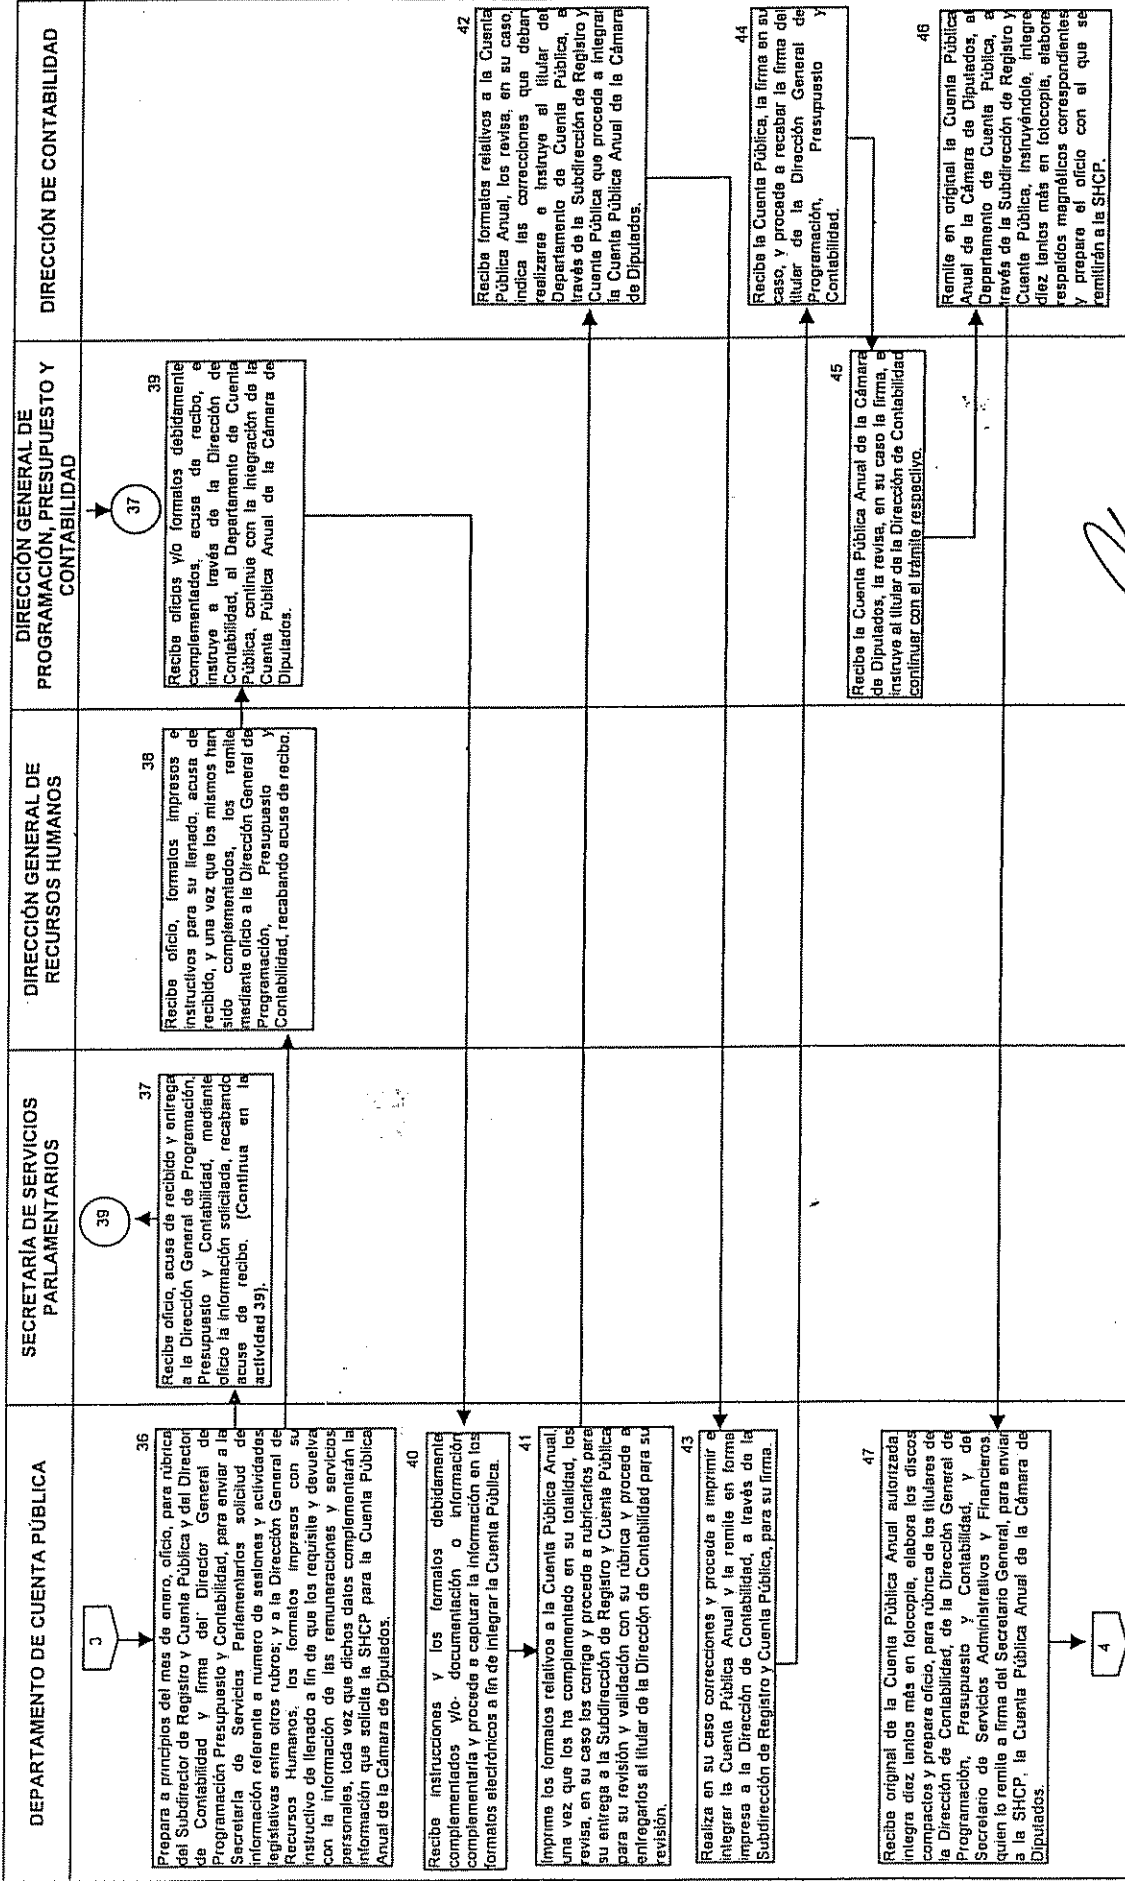 DEPARTAMENTO DE CUENTA PÚBLICA
SECRETARÍA DE SERVICIOS
PARLAMENTARIOS
DIRECCIÓN GENERAL DE
RECURSOS HUMANOS
DIRECCIÓN GENERAL DE
PROGRAMACIÓN, PRESUPUESTO Y
CONTABILIDAD
DIRECCIÓN DE CONTABILIDAD
3
36
Prepara a principios del mes de enero, oficio, para rúbrica
del Subdirector de Registro y Cuenta Pública y del Director
de Contabilidad y firma del Director General de
Programación Presupuesto y Contabilidad, para enviar a la
Secretaría de Servicios Parlamentarios solicitud de
información referente a número de sesiones y actividades
legislativas entre otros rubros; y a la Dirección General de
Recursos Humanos, los formatos impresos con su
instructivo de llenado a fin de que los requisite y devuelva
con la información de las remuneraciones y servicios
personales, toda vez que dichos datos complementarán la
información que solicita la SHCP para la Cuenta Pública
Anual de la Cámara de Diputados.
39
37
Recibe oficio, acusa de recibido y entrega
a la Dirección General de Programación,
Presupuesto y Contabilidad, mediante
oficio la información solicitada, recabando
acuse de recibo. (Continua en la
actividad 39).
38
Recibe oficio, formatos impresos e
instructivos para su llenado, acusa de
recibido, y una vez que los mismos han
sido complementados, los remite
mediante oficio a la Dirección General de
Programación, Presupuesto y
Contabilidad, recabando acuse de recibo.
37
39
Recibe oficios y/o formatos debidamente
complementados, acusa de recibo, e
instruye a través de la Dirección de
Contabilidad, al Departamento de Cuenta
Pública, continue con la integración de la
Cuenta Pública Anual de la Cámara de
Diputados.
40
Recibe instrucciones y los formatos debidamente
complementados y/o documentación o información
complementaria y procede a capturar la información en los
formatos electrónicos a fin de integrar la Cuenta Pública.
41
Imprime los formatos relativos a la Cuenta Pública Anual,
una vez que los ha complementado en su totalidad, los
revisa, en su caso los corrige y procede a rubricarlos para
su entrega a la Subdirección de Registro y Cuenta Pública
para su revisión y validación con su rúbrica y procede a
entregarlos al titular de la Dirección de Contabilidad para su
revisión.
42
Recibe formatos relativos a la Cuenta
Pública Anual, los revisa, en su caso,
indica las correcciones que deban
realizarse e instruye al titular del
Departamento de Cuenta Pública, a
través de la Subdirección de Registro y
Cuenta Pública que proceda a integrar
la Cuenta Pública Anual de la Cámara
de Diputados.
43
Realiza en su caso correcciones y procede a imprimir e
integrar la Cuenta Pública Anual y la remite en forma
impresa a la Dirección de Contabilidad, a través de la
Subdirección de Registro y Cuenta Pública, para su firma.
44
Recibe la Cuenta Pública, la firma en su
caso, y procede a recabar la firma del
titular de la Dirección General de
Programación, Presupuesto y
Contabilidad.
45
Recibe la Cuenta Pública Anual de la Cámara
de Diputados, la revisa, en su caso la firma, e
instruye al titular de la Dirección de Contabilidad
continuar con el trámite respectivo.
46
Remite en original la Cuenta Pública
Anual de la Cámara de Diputados, al
Departamento de Cuenta Pública, a
través de la Subdirección de Registro y
Cuenta Pública, instruyéndole, integre
diez tantos más en fotocopia, elabore
respaldos magnéticos correspondientes
y prepare el oficio con el que se
remitirán a la SHCP.
47
Recibe original de la Cuenta Pública Anual autorizada,
integra diez tantos más en fotocopia, elabora los discos
compactos y prepara oficio, para rúbrica de los titulares de
la Dirección de Contabilidad, de la Dirección General de
Programación, Presupuesto y Contabilidad, y del
Secretario de Servicios Administrativos y Financieros,
quien lo remite a firma del Secretario General, para enviar
a la SHCP, la Cuenta Pública Anual de la Cámara de
Diputados.
4